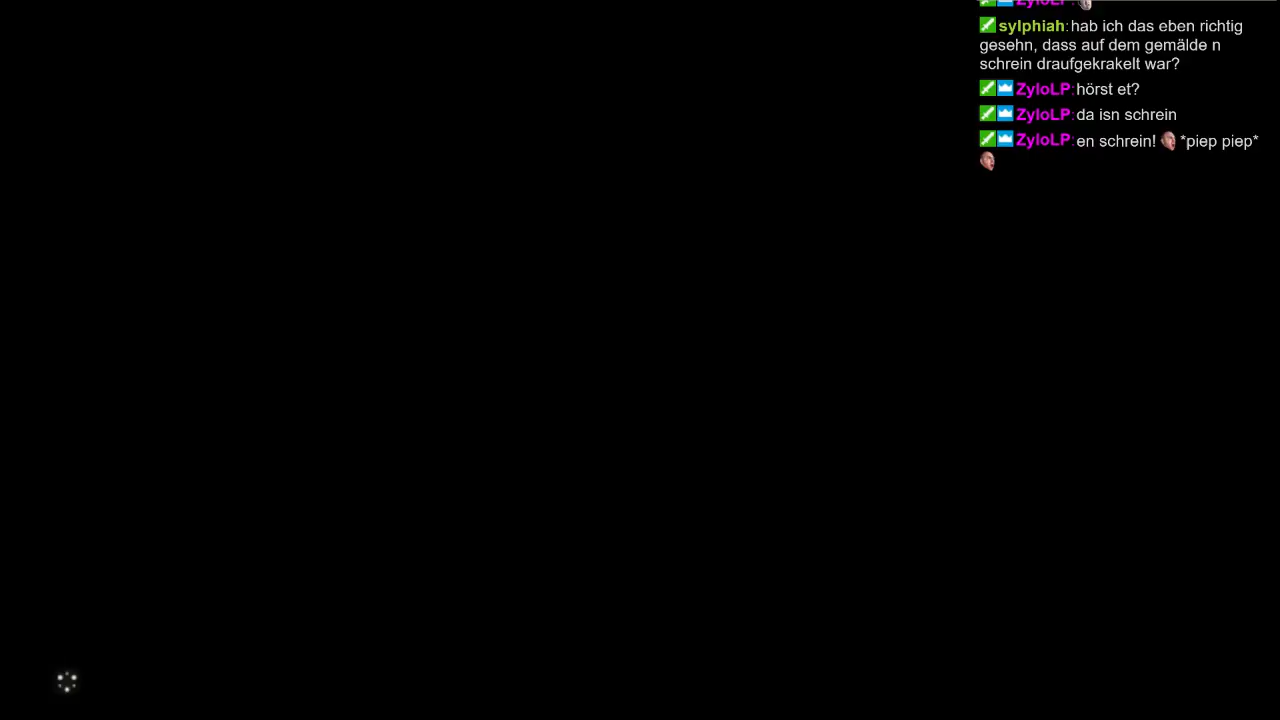 ZyloLP:
sylphiah: hab ich das eben richtig
gesehn, dass auf dem gemälde n
schrein draufgekrakelt war?
ZyloLP: hörst et?
ZyloLP: da isn schrein
ZyloLP: en schrein! *piep piep*